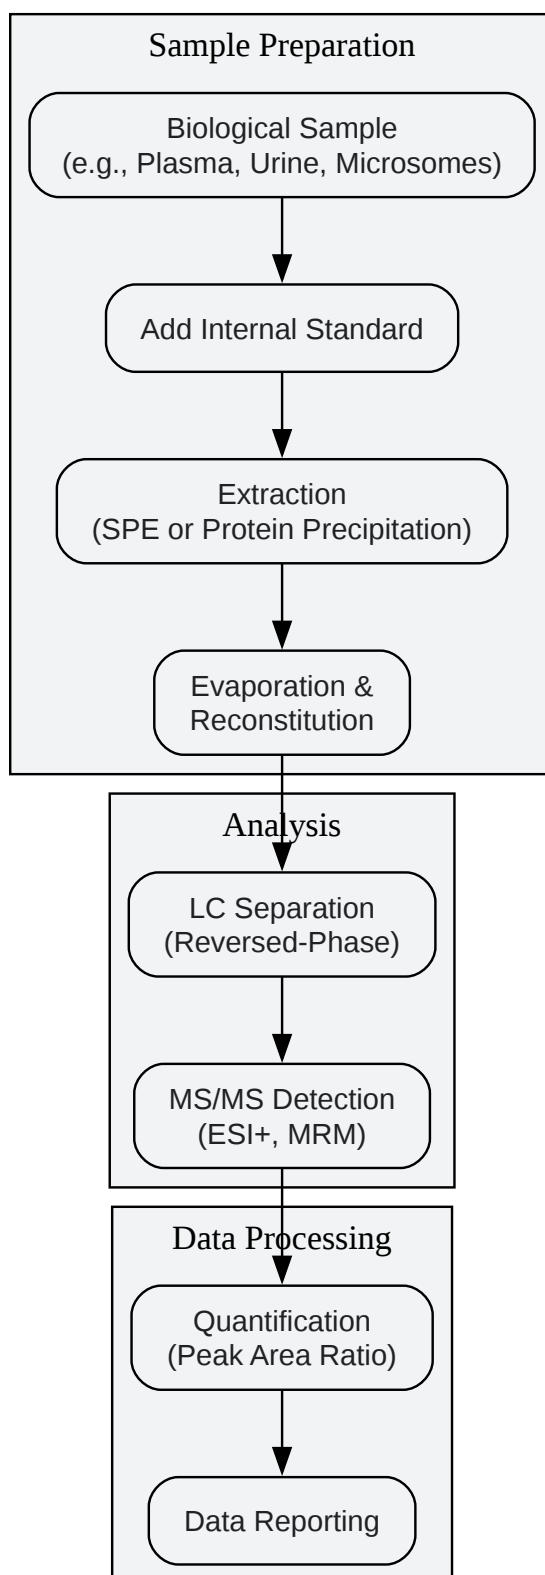 Sample Preparation
Biological Sample
(e.g., Plasma, Urine, Microsomes)
Add Internal Standard
Extraction
(SPE or Protein Precipitation)
Evaporation &
Reconstitution
Analysis
LC Separation
(Reversed-Phase)
MS/MS Detection
(ESI+, MRM)
Data Processing
Quantification
(Peak Area Ratio)
Data Reporting